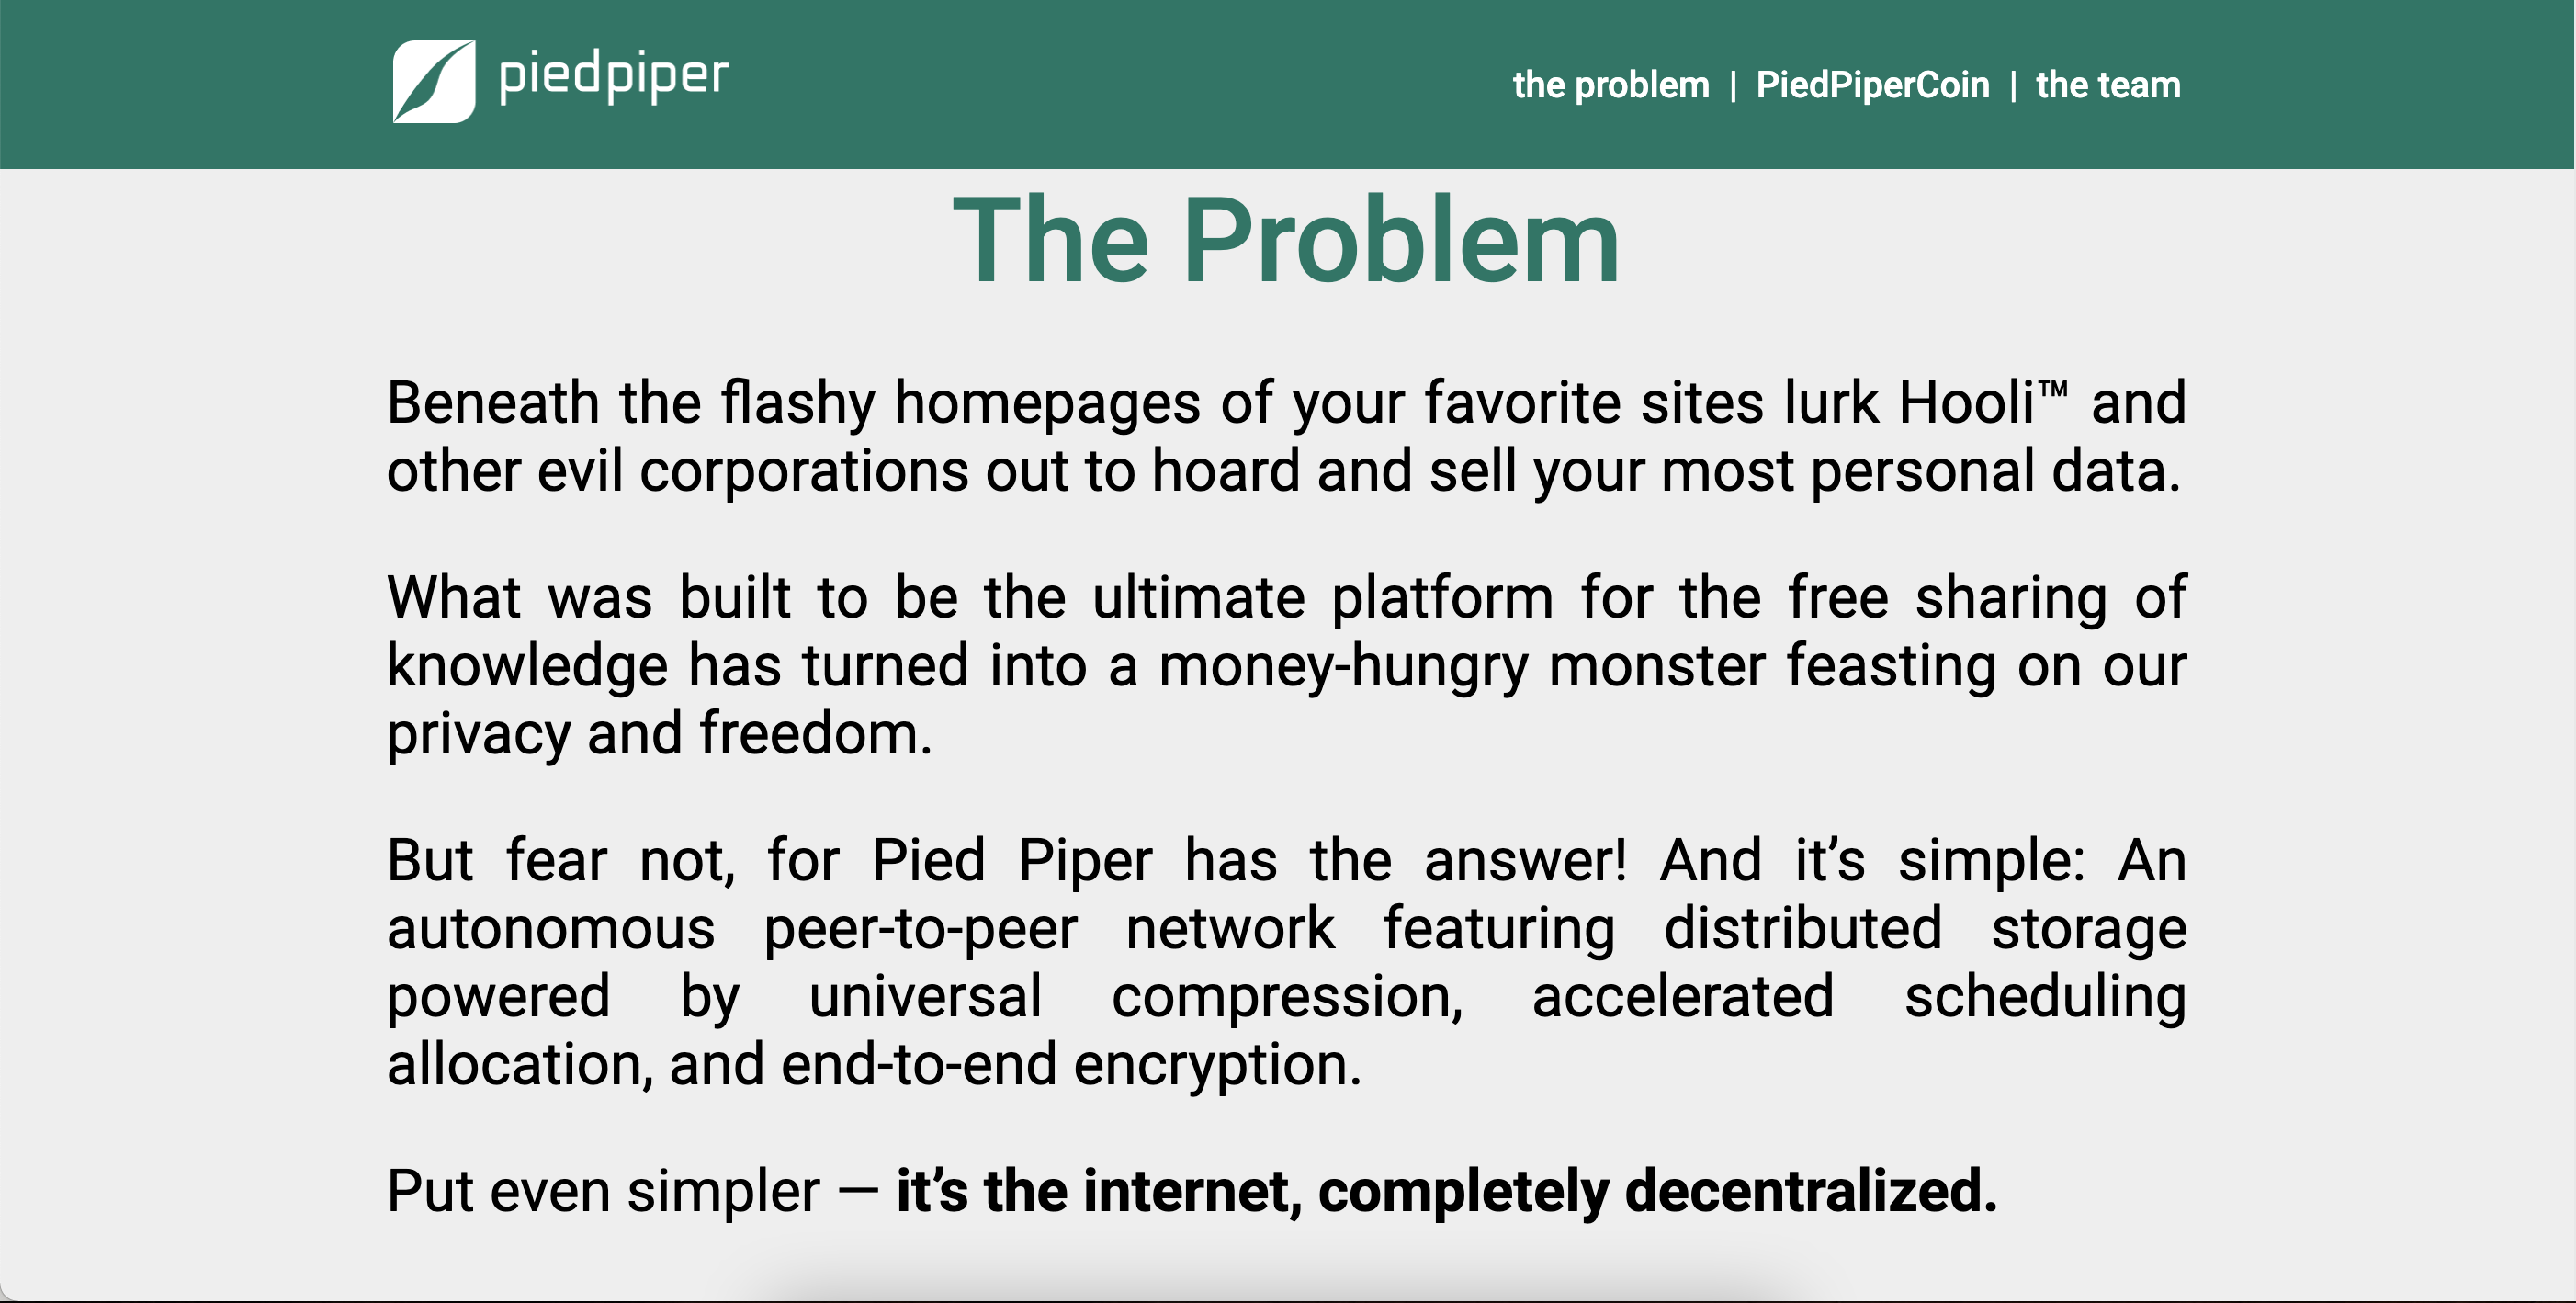 piedpiper
the problem | PiedPiperCoin | the team
The Problem
Beneath the flashy homepages of your favorite sites lurk Hooli™ and
other evil corporations out to hoard and sell your most personal data.
What was built to be the ultimate platform for the free sharing of
knowledge has turned into a money-hungry monster feasting on our
privacy and freedom.
But fear not, for Pied Piper has the answer! And it’s simple: An
autonomous peer-to-peer network featuring distributed storage
powered by universal compression, accelerated scheduling
allocation, and end-to-end encryption.
Put even simpler — it’s the internet, completely decentralized.